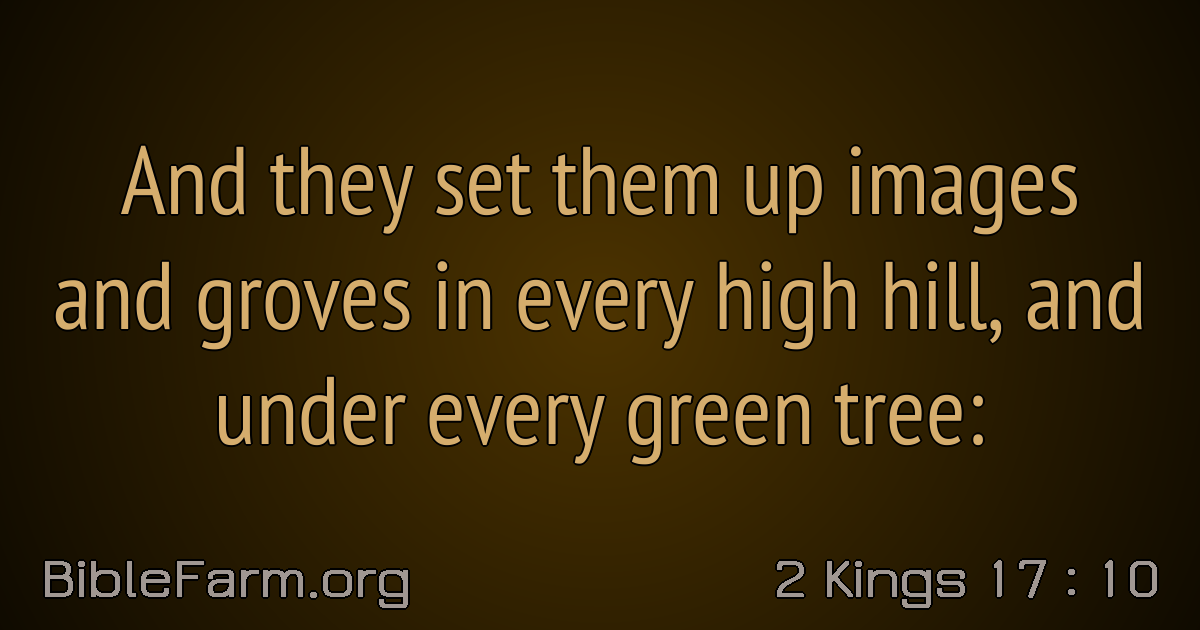 And they set them up images
and groves in every high hill, and
under every green tree:
BibleFarm.org
2 Kings 17 : 10